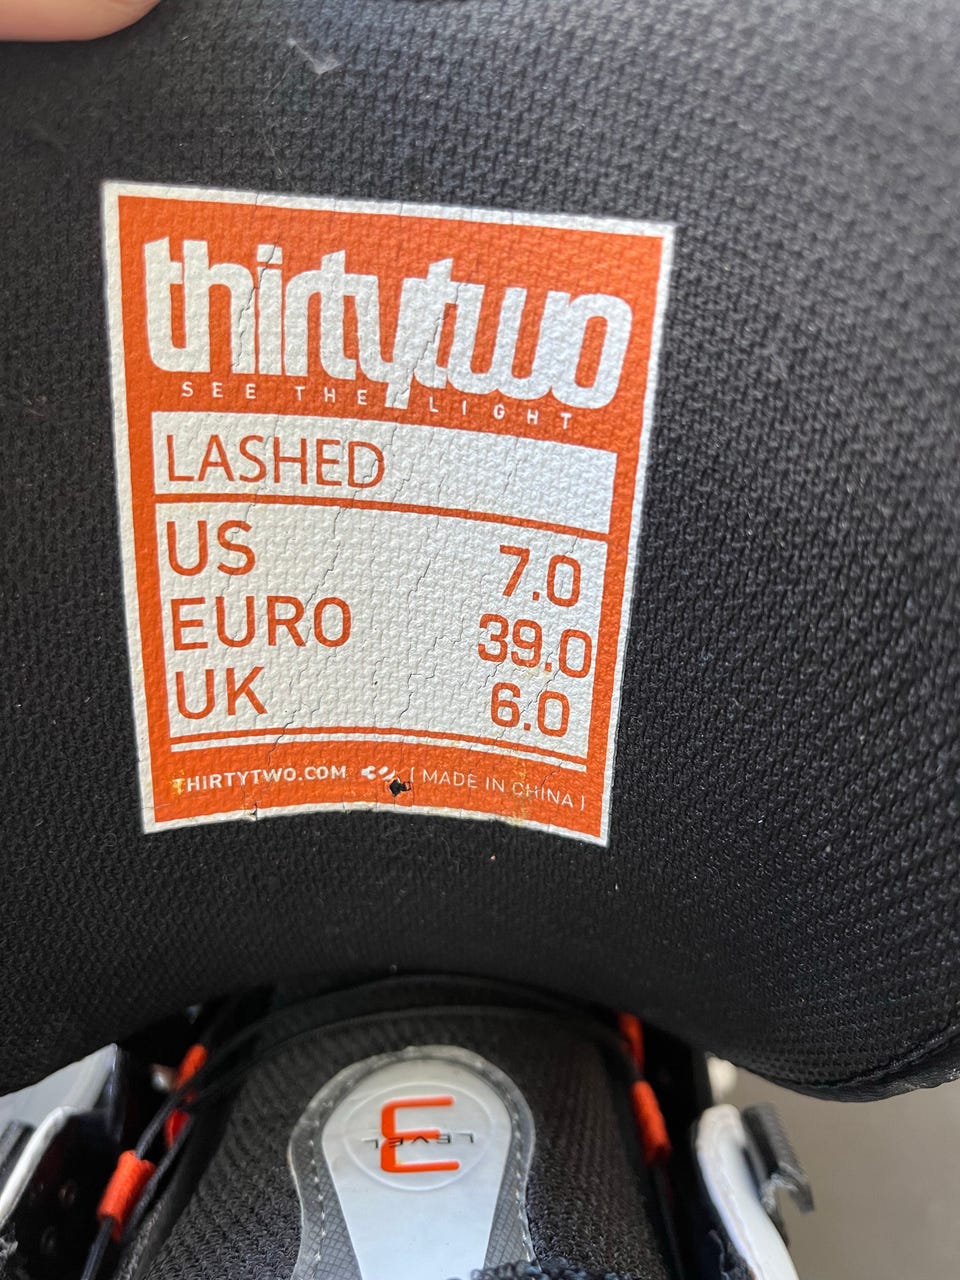 thirtytwo
SEE THE LIGHT
LASHED
US 7.0
EURO 39.0
UK 6.0
THIRTYTWO.COM [ MADE IN CHINA ]
3
LEVEL